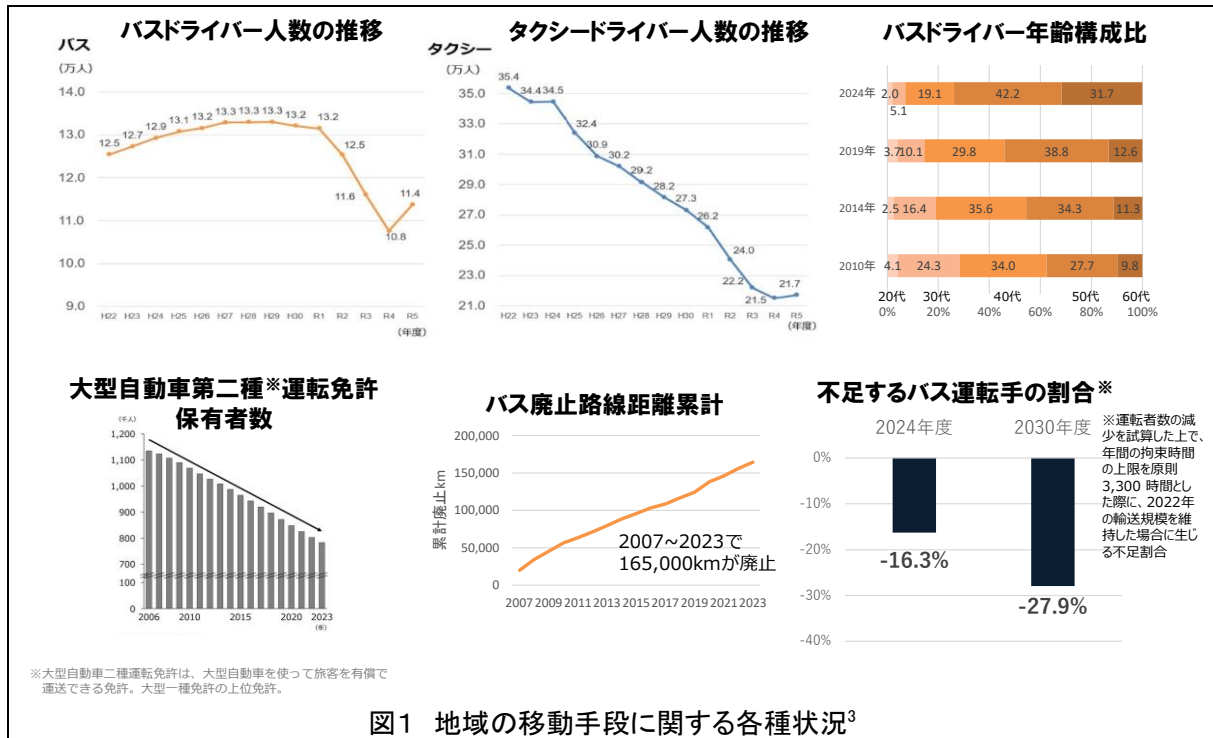 バスドライバー人数の推移
バス
(万人)
14.0
13.0
12.0
11.0
10.0
9.0
12.5
12.7
12.9
13.1
13.2
13.3
13.3
13.3
13.2
13.2
12.5
11.6
10.8
11.4
H22 H23 H24 H25 H26 H27 H28 H29 H30 R1 R2 R3 R4 R5
(年度)
タクシードライバー人数の推移
タクシー
(万人)
35.0
33.0
31.0
29.0
27.0
25.0
23.0
21.0
35.4
34.4
34.5
32.4
30.9
30.2
29.2
28.2
27.3
26.2
24.0
22.2
21.5
21.7
H22 H23 H24 H25 H26 H27 H28 H29 H30 R1 R2 R3 R4 R5
(年度)
バスドライバー年齢構成比
2024年 2.0 5.1 19.1 42.2 31.7
2019年 3.7 10.1 29.8 38.8 12.6
2014年 2.5 16.4 35.6 34.3 11.3
2010年 4.1 24.3 34.0 27.7 9.8
20代 30代 40代 50代 60代
0% 20% 40% 60% 80% 100%
大型自動車第二種※運転免許
保有者数
(千人)
1,200
1,100
1,000
900
800
700
100
0
2006 2010 2015 2020 2023
(年)
※大型自動車二種運転免許は、大型自動車を使って旅客を有償で
運送できる免許。大型一種免許の上位免許。
バス廃止路線距離累計
累計廃止km
200,000
150,000
100,000
50,000
0
2007~2023で
165,000kmが廃止
2007 2009 2011 2013 2015 2017 2019 2021 2023
不足するバス運転手の割合※
2024年度 2030年度
0%
-10%
-20%
-30%
-40%
-16.3%
-27.9%
※運転者数の減
少を試算した上で、
年間の拘束時間
の上限を原則
3,300 時間とし
た際に、2022年
の輸送規模を維
持した場合に生じ
る不足割合
図1 地域の移動手段に関する各種状況3